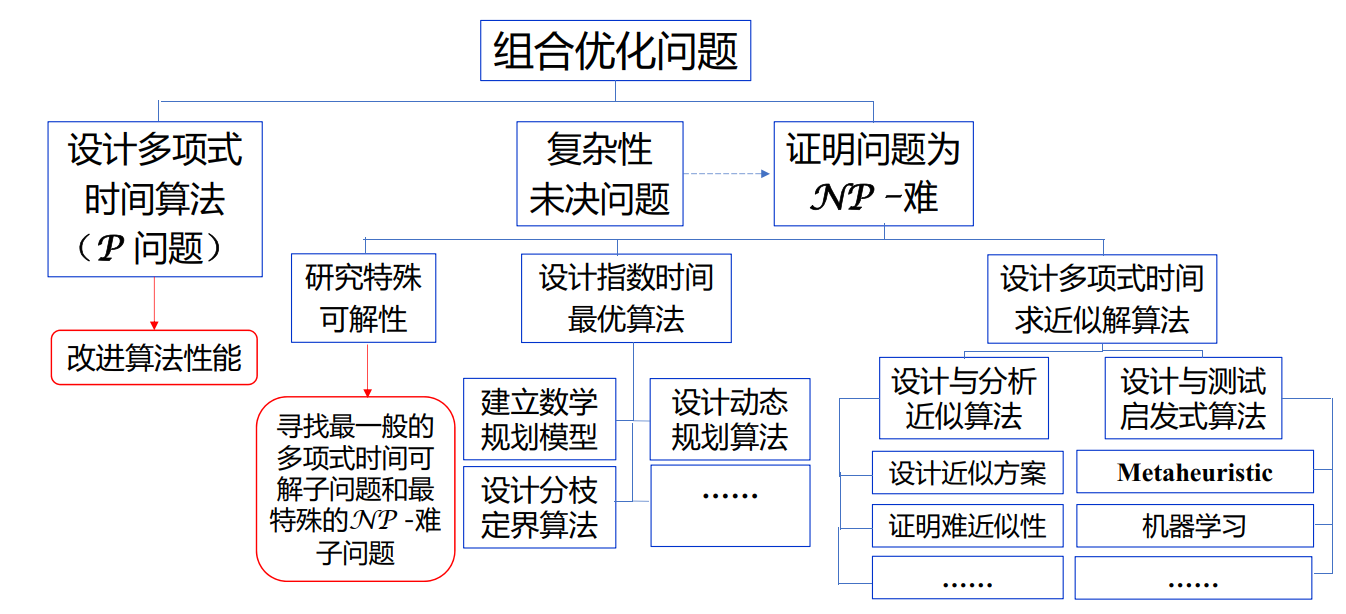 组合优化问题
设计多项式
时间算法
（𝓟 问题）
改进算法性能
复杂性
未决问题
证明问题为
𝓝𝓟 -难
研究特殊
可解性
寻找最一般的
多项式时间可
解子问题和最
特殊的𝓝𝓟 -难
子问题
设计指数时间
最优算法
建立数学
规划模型
设计动态
规划算法
设计分枝
定界算法
……
设计多项式时间
求近似解算法
设计与分析
近似算法
设计近似方案
证明难近似性
……
设计与测试
启发式算法
Metaheuristic
机器学习
……